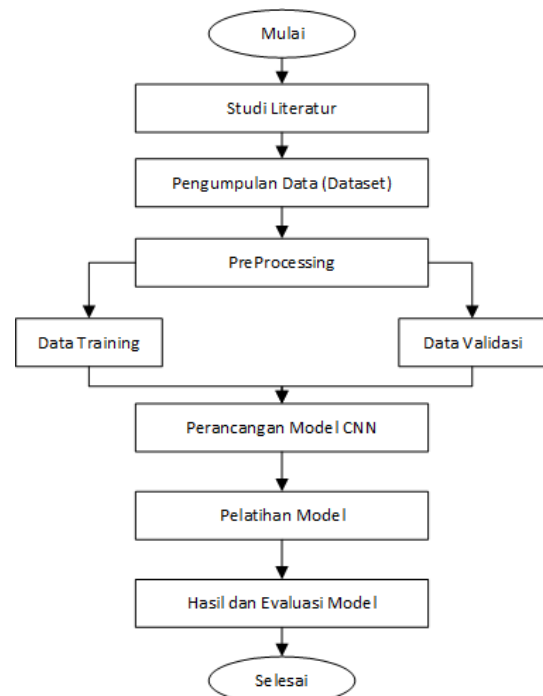 Mulai
Studi Literatur
Pengumpulan Data (Dataset)
PreProcessing
Data Training
Data Validasi
Perancangan Model CNN
Pelatihan Model
Hasil dan Evaluasi Model
Selesai